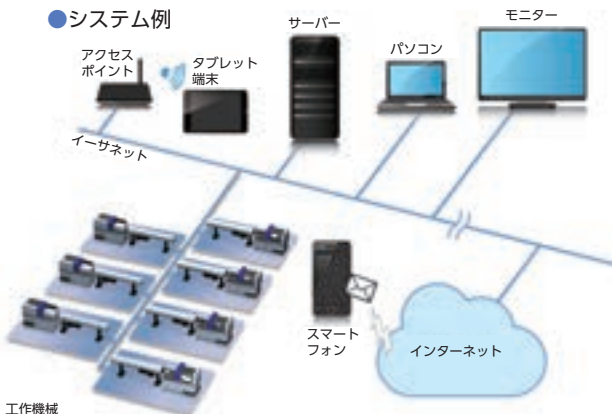 ●システム例
アクセス
ポイント
タブレット
端末
サーバー
パソコン
モニター
イーサネット
スマート
フォン
インターネット
工作機械